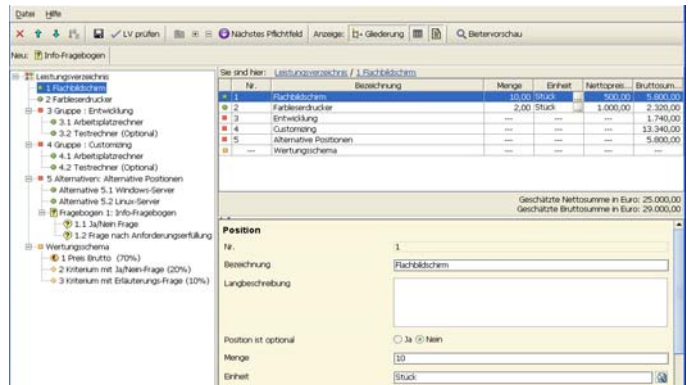 Datei Hilfe
LV prüfen Nächstes Pflichtfeld Anzeige: Gliederung Bietervorschau
Neu: Info-Fragebogen
Leistungsverzeichnis
1 Flachbildschirm
2 Farbleserdrucker
3 Gruppe : Entwicklung
3.1 Arbeitsplatzrechner
3.2 Testrechner (Optional)
4 Gruppe : Customizing
4.1 Arbeitsplatzrechner
4.2 Testrechner (Optional)
5 Alternativen: Alternative Positionen
Alternative 5.1 Windows-Server
Alternative 5.2 Linux-Server
Fragebogen 1: Info-Fragebogen
1.1 Ja/Nein Frage
1.2 Frage nach Anforderungserfüllung
Wertungsschema
1 Preis Brutto (70%)
2 Kriterium mit Ja/Nein-Frage (20%)
3 Kriterium mit Erläuterungs-Frage (10%)
Sie sind hier: Leistungsverzeichnis / 1 Flachbildschirm
Nr. Bezeichnung Menge Einheit Nettopreis... Bruttosum...
1 Flachbildschirm 10,00 Stück ... 500,00 5.800,00
2 Farbleserdrucker 2,00 Stück ... 1.000,00 2.320,00
3 Entwicklung --- --- --- 1.740,00
4 Customizing --- --- --- 13.340,00
5 Alternative Positionen --- --- --- 5.800,00
--- Wertungsschema --- --- --- ---
Geschätzte Nettosumme in Euro: 25.000,00
Geschätzte Bruttosumme in Euro: 29.000,00
Position
Nr. 1
Bezeichnung Flachbildschirm
Langbeschreibung
Position ist optional Ja Nein
Menge 10
Einheit Stück